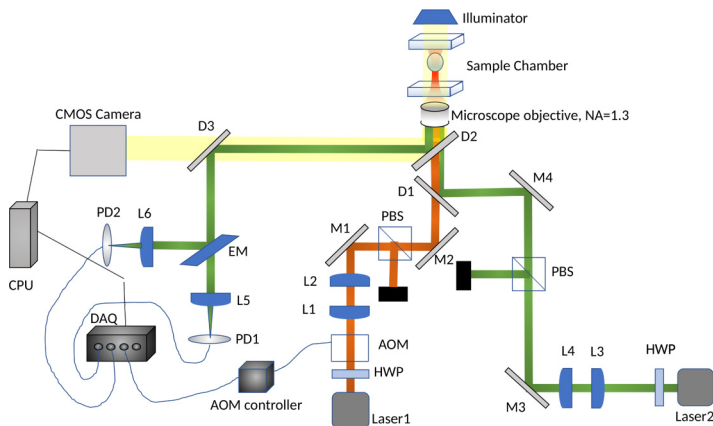 Illuminator
Sample Chamber
Microscope objective, NA=1.3
CMOS Camera
D3
D2
D1
M4
PD2
L6
M1
PBS
EM
M2
CPU
L2
PBS
L5
L1
DAQ
PD1
AOM
L4
L3
HWP
HWP
AOM controller
M3
Laser1
Laser2